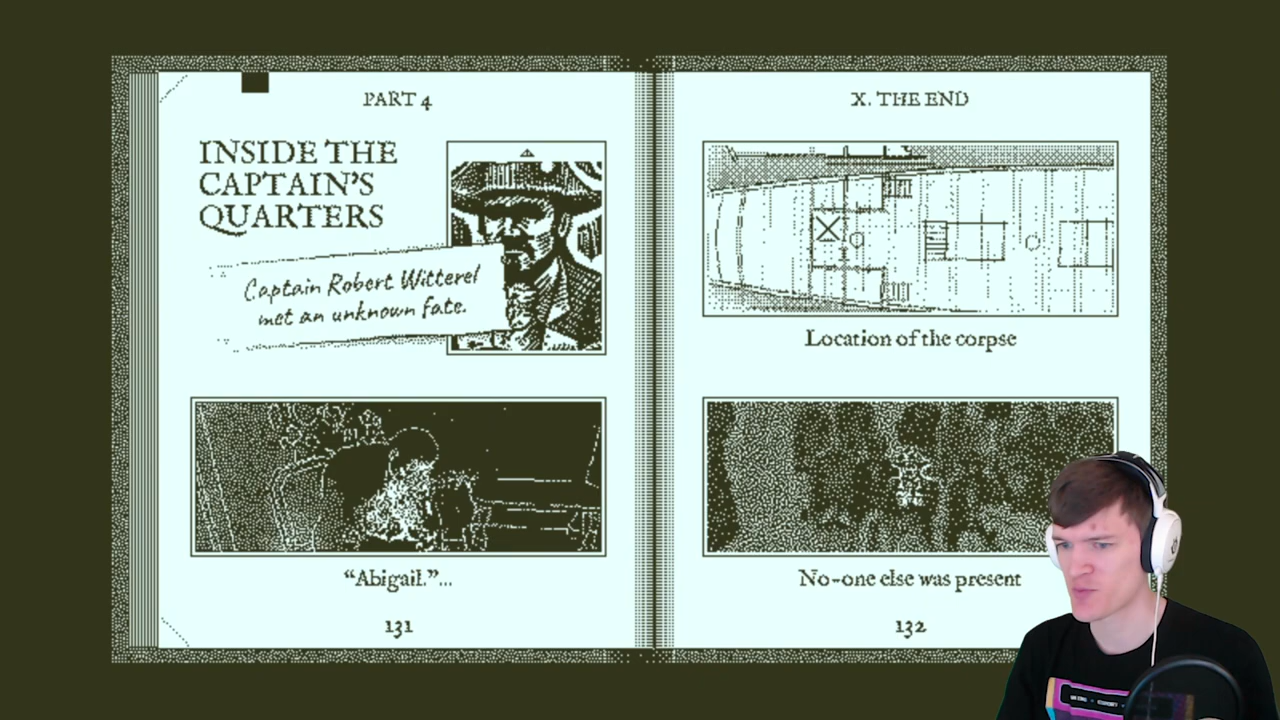 PART 4
INSIDE THE
CAPTAIN'S
QUARTERS
Captain Robert Witterel
met an unknown fate.
"Abigail."...
131
X. THE END
Location of the corpse
No-one else was present
132